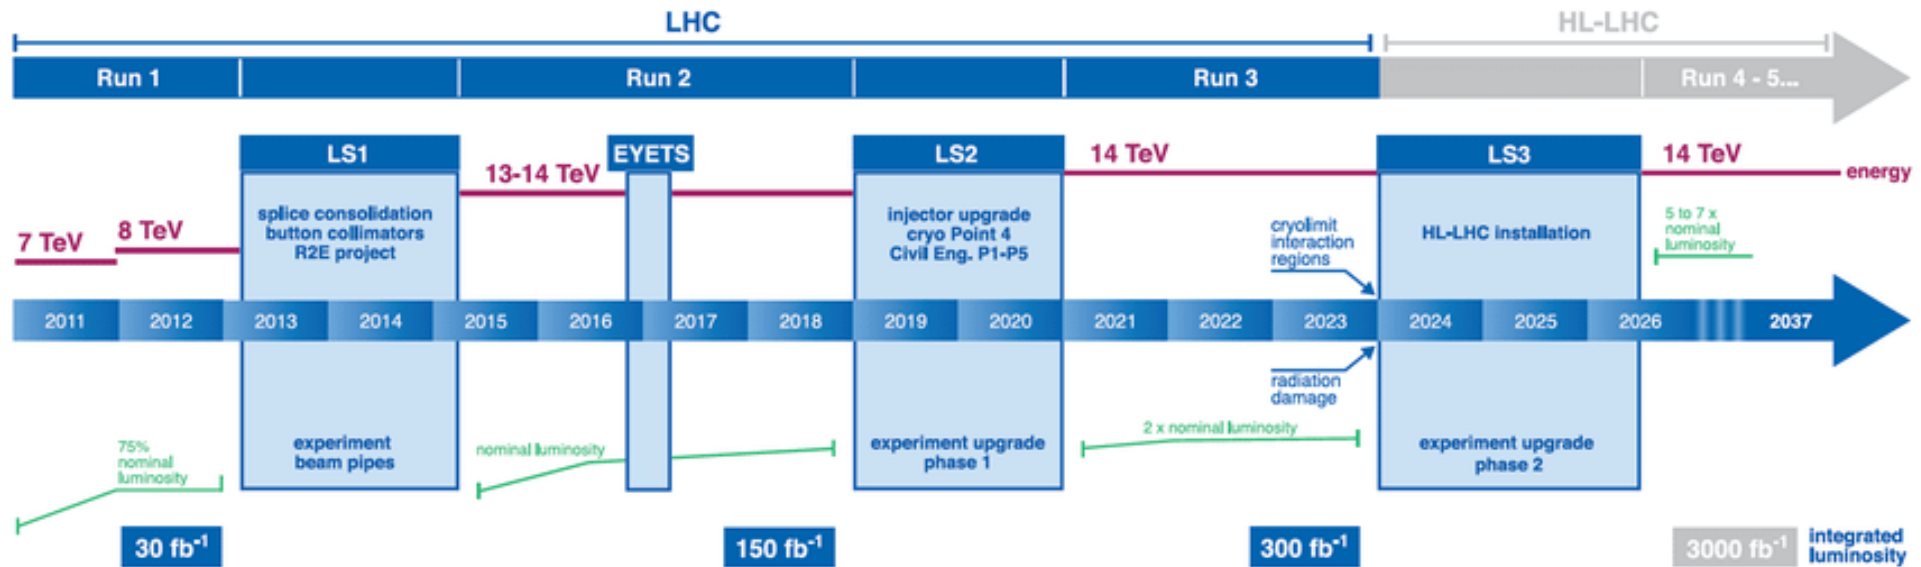 LHC
HL-LHC
Run 1
Run 2
Run 3
Run 4 - 5...
LS1
EYETS
LS2
14 TeV
LS3
14 TeV
energy
13-14 TeV
7 TeV
8 TeV
splice consolidation
button collimators
R2E project
injector upgrade
cryo Point 4
Civil Eng. P1-P5
cryolimit
interaction
regions
HL-LHC installation
5 to 7 x
nominal
luminosity
2011
2012
2013
2014
2015
2016
2017
2018
2019
2020
2021
2022
2023
2024
2025
2026
2037
radiation
damage
75%
nominal
luminosity
experiment
beam pipes
nominal luminosity
experiment upgrade
phase 1
2 x nominal luminosity
experiment upgrade
phase 2
30 fb⁻¹
150 fb⁻¹
300 fb⁻¹
3000 fb⁻¹
integrated
luminosity